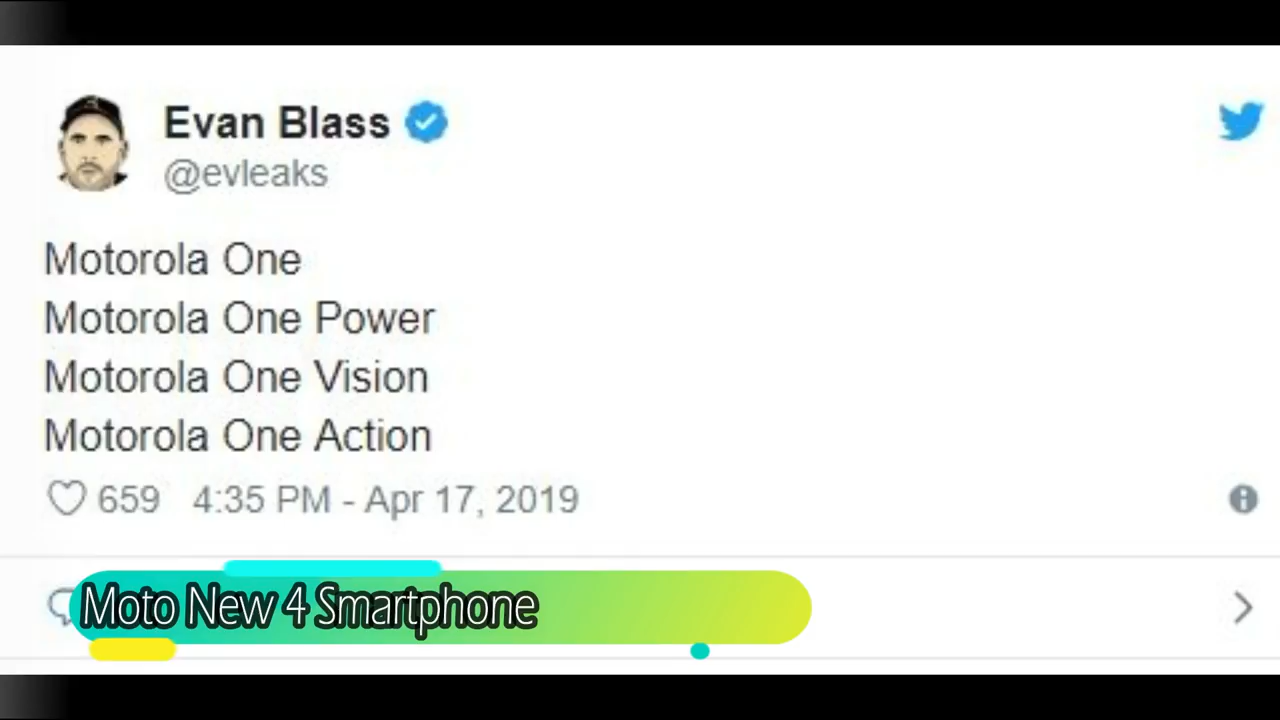 Evan Blass
@evleaks
Motorola One
Motorola One Power
Motorola One Vision
Motorola One Action
659 4:35 PM - Apr 17, 2019
Moto New 4 Smartphone